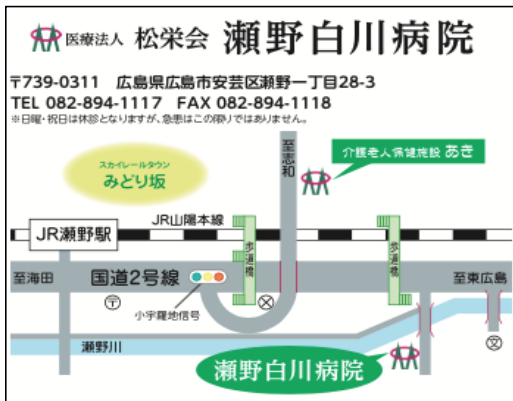 医療法人 松栄会 瀬野白川病院
〒739-0311 広島県広島市安芸区瀬野一丁目28-3
TEL 082-894-1117 FAX 082-894-1118
※日曜・祝日は休診となりますが、急患はこの限りではありません。
至志和
介護老人保健施設 あき
スカイレールタウン
みどり坂
JR山陽本線
JR瀬野駅
歩道橋
歩道橋
至海田
国道2号線
至東広島
〒
小宇羅地信号
瀬野川
文
瀬野白川病院